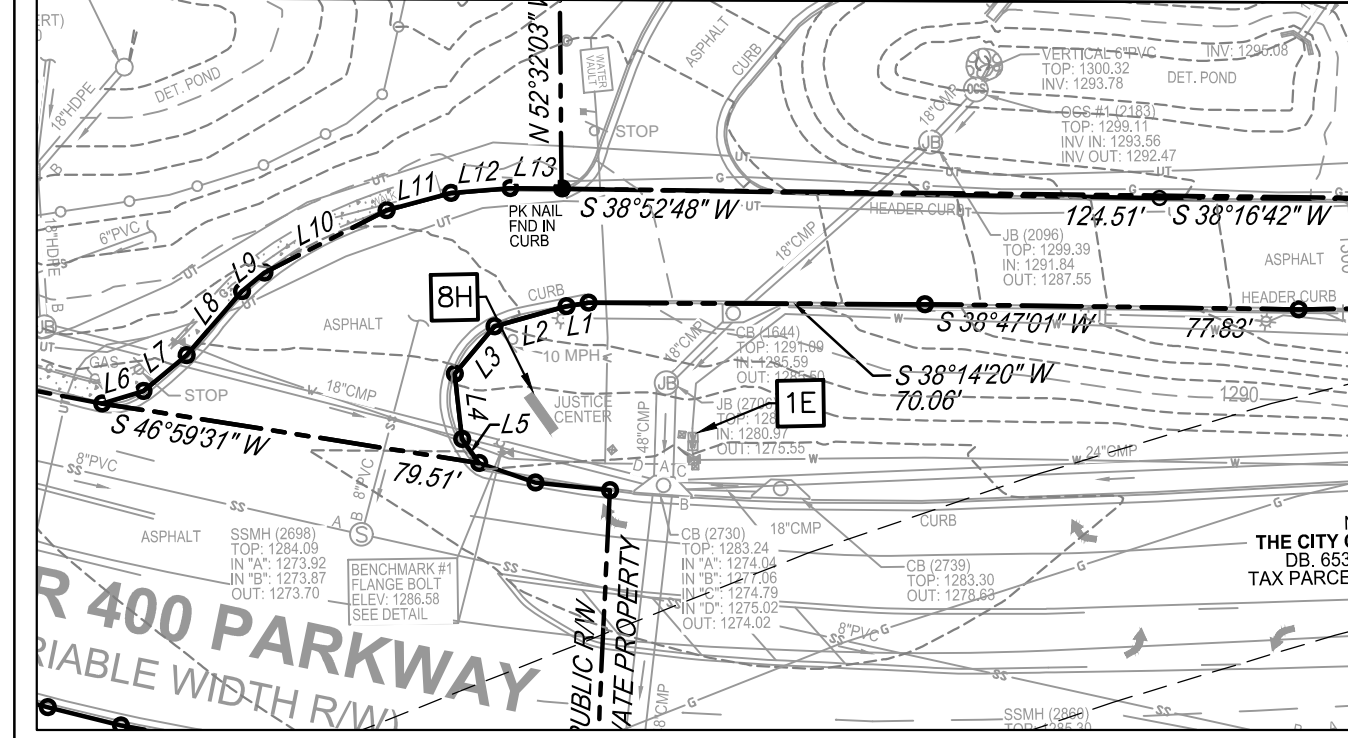 DET. POND
18"HDPE
B
N 52°32'03"
WATER
VAULT
ASPHALT
CURB
STOP
VERTICAL 6"PVC
TOP: 1300.32
INV: 1293.78
INV: 1295.08
DET. POND
OCS
18"CMP
JB
OCS #1 (2183)
TOP: 1299.11
INV IN: 1293.56
INV OUT: 1292.47
UT
G
L11
L12
L13
PK NAIL
FND IN
CURB
S 38°52'48" W
UT
HEADER CURB
124.51'
S 38°16'42" W
6"PVC
18"HDPE
B
L10
L9
L8
18"CMP
JB (2096)
TOP: 1299.39
IN: 1291.84
OUT: 1287.55
ASPHALT
HEADER CURB
8H
CURB
L1
L2
L3
ASPHALT
10 MPH
CB (1644)
TOP: 1291.09
IN: 1285.59
S 38°47'01" W
77.83'
S 38°14'20" W
70.06'
GAS
L7
L6
STOP
18"CMP
18"CMP
JB
JUSTICE
CENTER
1E
IN: 1280.97
OUT: 1275.55
1290
S 46°59'31" W
79.51'
L4
L5
48"CMP
D
A
C
B
24"CMP
W
8"PVC
SS
8"PVC
A
B
S
ASPHALT
SSMH (2698)
TOP: 1284.09
IN "A": 1273.92
IN "B": 1273.87
OUT: 1273.70
BENCHMARK #1
FLANGE BOLT
ELEV: 1286.58
SEE DETAIL
CB (2730)
TOP: 1283.24
IN "A": 1274.04
IN "B": 1277.06
IN "C": 1274.79
IN "D": 1275.02
OUT: 1274.02
18"CMP
CURB
CB (2739)
TOP: 1283.30
OUT: 1278.63
THE CITY
DB. 653
TAX PARCE
R 400 PARKWAY
RIABLE WIDTH R/W)
PUBLIC R/W
VATE PROPERTY
8"PVC
SSMH (2868)